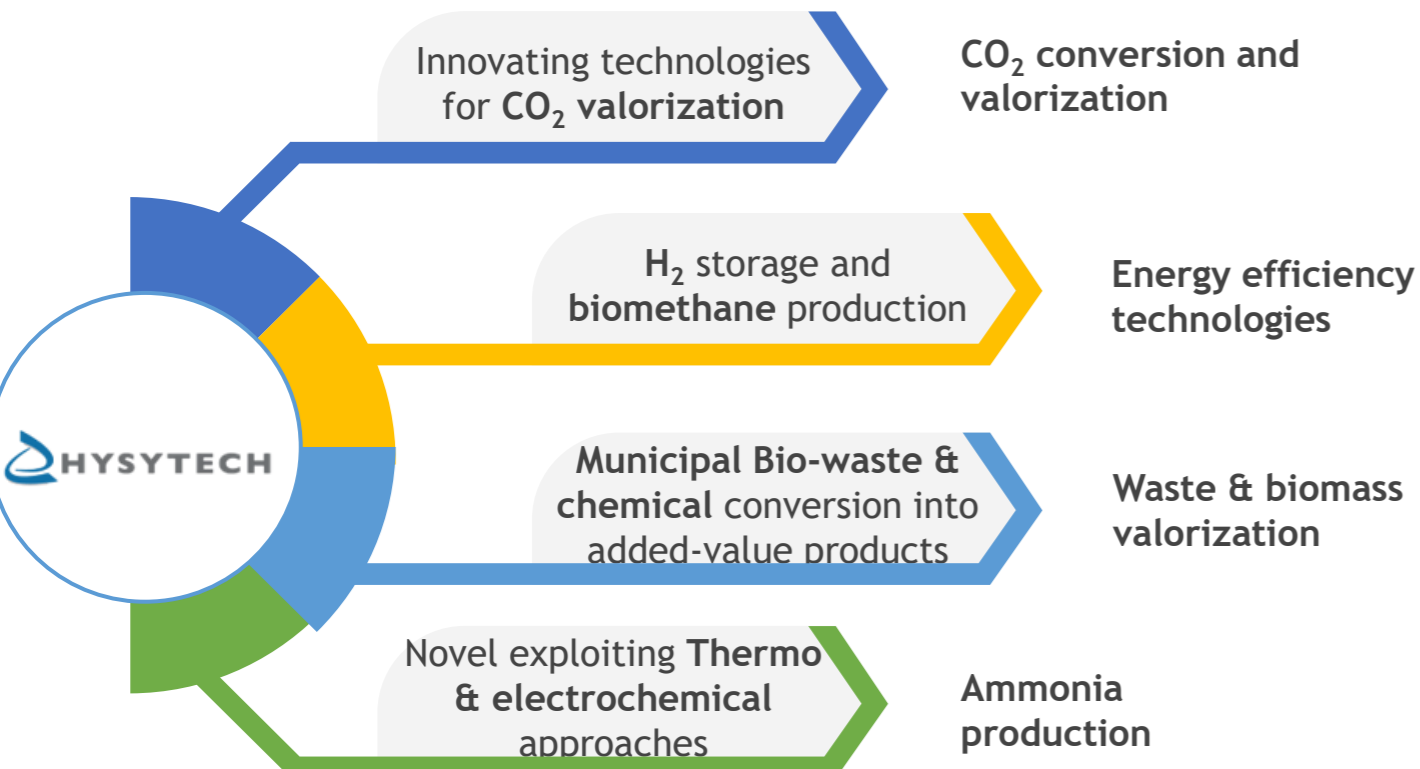 Innovating technologies
for CO₂ valorization
CO₂ conversion and
valorization
H₂ storage and
biomethane production
Energy efficiency
technologies
HYSYTECH
Municipal Bio-waste &
chemical conversion into
added-value products
Waste & biomass
valorization
Novel exploiting Thermo
& electrochemical
approaches
Ammonia
production